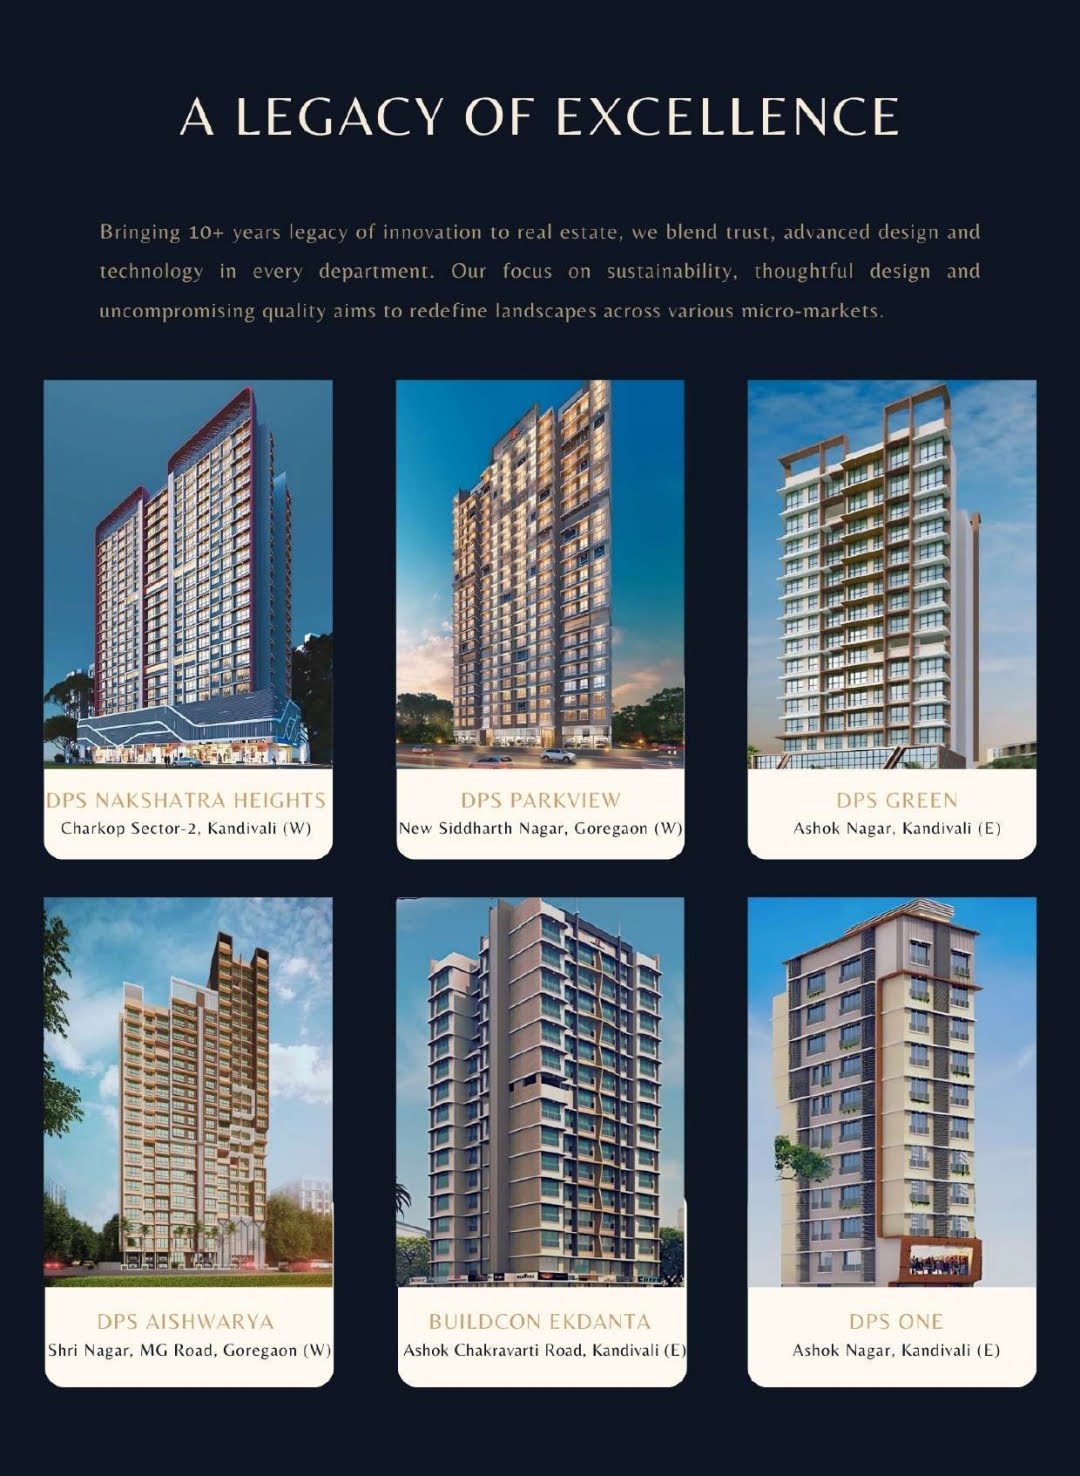 A LEGACY OF EXCELLENCE
Bringing 10+ years legacy of innovation to real estate, we blend trust, advanced design and
technology in every department. Our focus on sustainability, thoughtful design and
uncompromising quality aims to redefine landscapes across various micro-markets.
DPS NAKSHATRA HEIGHTS
Charkop Sector-2, Kandivali (W)
DPS PARKVIEW
New Siddharth Nagar, Goregaon (W)
DPS GREEN
Ashok Nagar, Kandivali (E)
DPS AISHWARYA
Shri Nagar, MG Road, Goregaon (W)
BUILDCON EKDANTA
Ashok Chakravarti Road, Kandivali (E)
DPS ONE
Ashok Nagar, Kandivali (E)